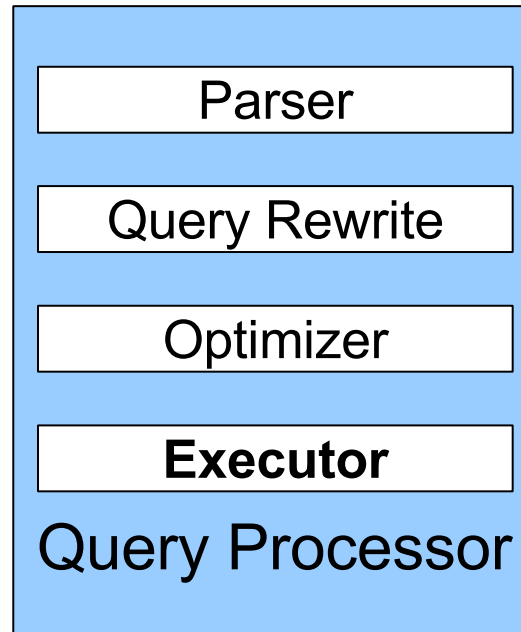 Parser
Query Rewrite
Optimizer
Executor
Query Processor